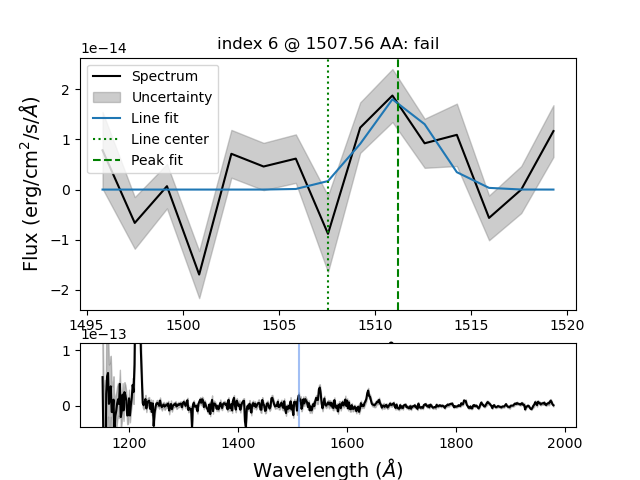 index 6 @ 1507.56 AA: fail
1e−14
Spectrum
Uncertainty
Line fit
Line center
Peak fit
Flux (erg/cm²/s/Å)
2
1
0
−1
−2
1495 1500 1505 1510 1515 1520
1e−13
1
0
1200 1400 1600 1800 2000
Wavelength (Å)